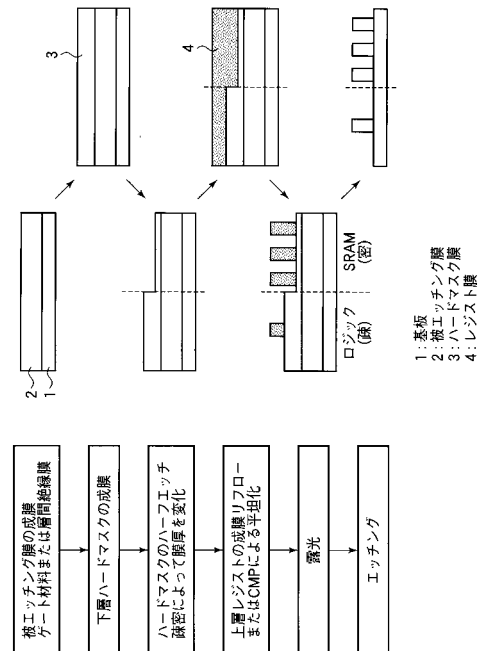 被エッチング膜の成膜
ゲート材料または層間絶縁膜
下層ハードマスクの成膜
ハードマスクのハーフエッチ
疎密によって膜厚を変化
上層レジストの成膜リフロー
またはCMPによる平坦化
露光
エッチング
2
1
3
4
ロジック
(疎)
SRAM
(密)
1:基板
2:被エッチング膜
3:ハードマスク膜
4:レジスト膜